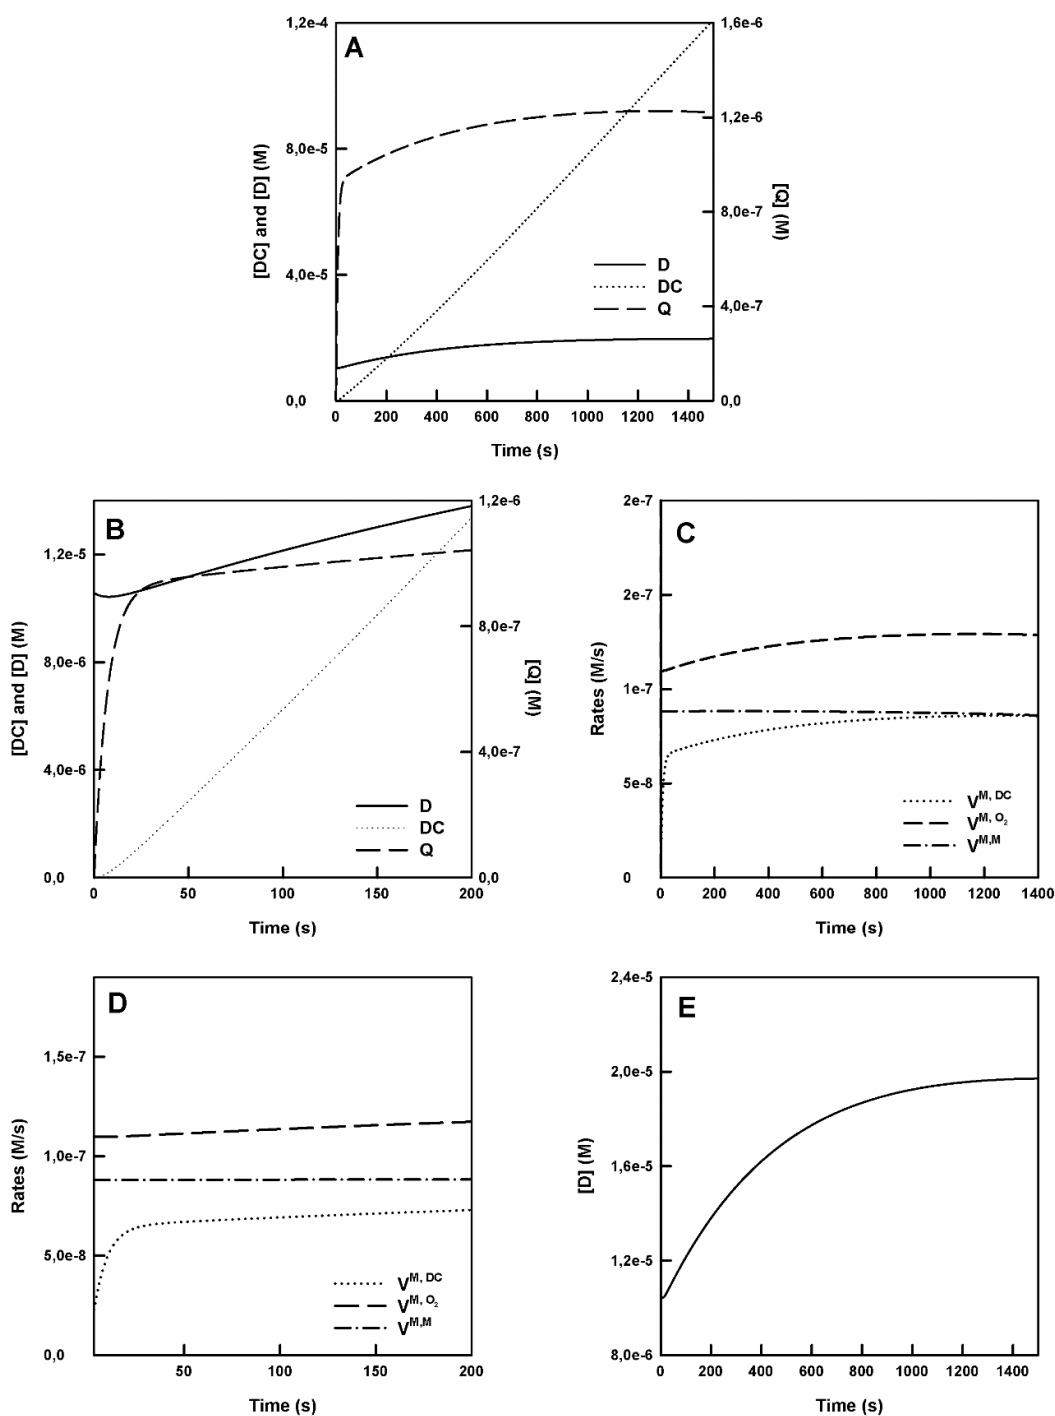 A
1,2e-4
8,0e-5
4,0e-5
0,0
[DC] and [D] (M)
1,6e-6
1,2e-6
8,0e-7
4,0e-7
0,0
[Q] (M)
D
DC
Q
0 200 400 600 800 1000 1200 1400
Time (s)
B
1,2e-5
8,0e-6
4,0e-6
0,0
[DC] and [D] (M)
1,2e-6
8,0e-7
4,0e-7
0,0
[Q] (M)
D
DC
Q
0 50 100 150 200
Time (s)
C
2e-7
2e-7
1e-7
5e-8
0
Rates (M/s)
V^M, DC
V^M, O₂
V^M,M
0 200 400 600 800 1000 1200 1400
Time (s)
D
1,5e-7
1,0e-7
5,0e-8
0,0
Rates (M/s)
V^M, DC
V^M, O₂
V^M,M
50 100 150 200
Time (s)
E
2,4e-5
2,0e-5
1,6e-5
1,2e-5
8,0e-6
[D] (M)
0 200 400 600 800 1000 1200 1400
Time (s)